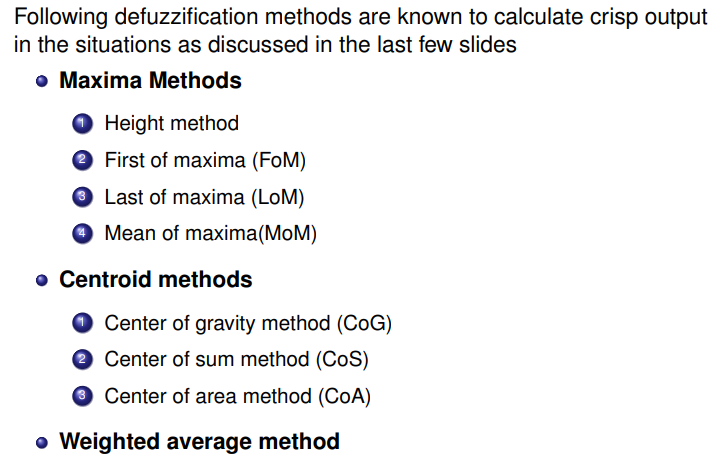 Following defuzzification methods are known to calculate crisp output
in the situations as discussed in the last few slides
Maxima Methods
1 Height method
2 First of maxima (FoM)
3 Last of maxima (LoM)
4 Mean of maxima(MoM)
Centroid methods
1 Center of gravity method (CoG)
2 Center of sum method (CoS)
3 Center of area method (CoA)
Weighted average method